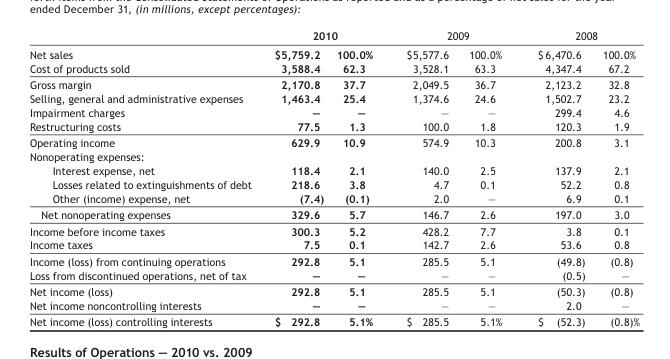 ended December 31, (in millions, except percentages):
2010 2009 2008
Net sales $5,759.2 100.0% $5,577.6 100.0% $6,470.6 100.0%
Cost of products sold 3,588.4 62.3 3,528.1 63.3 4,347.4 67.2
Gross margin 2,170.8 37.7 2,049.5 36.7 2,123.2 32.8
Selling, general and administrative expenses 1,463.4 25.4 1,374.6 24.6 1,502.7 23.2
Impairment charges — — — — 299.4 4.6
Restructuring costs 77.5 1.3 100.0 1.8 120.3 1.9
Operating income 629.9 10.9 574.9 10.3 200.8 3.1
Nonoperating expenses:
Interest expense, net 118.4 2.1 140.0 2.5 137.9 2.1
Losses related to extinguishments of debt 218.6 3.8 4.7 0.1 52.2 0.8
Other (income) expense, net (7.4) (0.1) 2.0 — 6.9 0.1
Net nonoperating expenses 329.6 5.7 146.7 2.6 197.0 3.0
Income before income taxes 300.3 5.2 428.2 7.7 3.8 0.1
Income taxes 7.5 0.1 142.7 2.6 53.6 0.8
Income (loss) from continuing operations 292.8 5.1 285.5 5.1 (49.8) (0.8)
Loss from discontinued operations, net of tax — — — — (0.5) —
Net income (loss) 292.8 5.1 285.5 5.1 (50.3) (0.8)
Net income noncontrolling interests — — — — 2.0 —
Net income (loss) controlling interests $ 292.8 5.1% $ 285.5 5.1% $ (52.3) (0.8)%
Results of Operations — 2010 vs. 2009